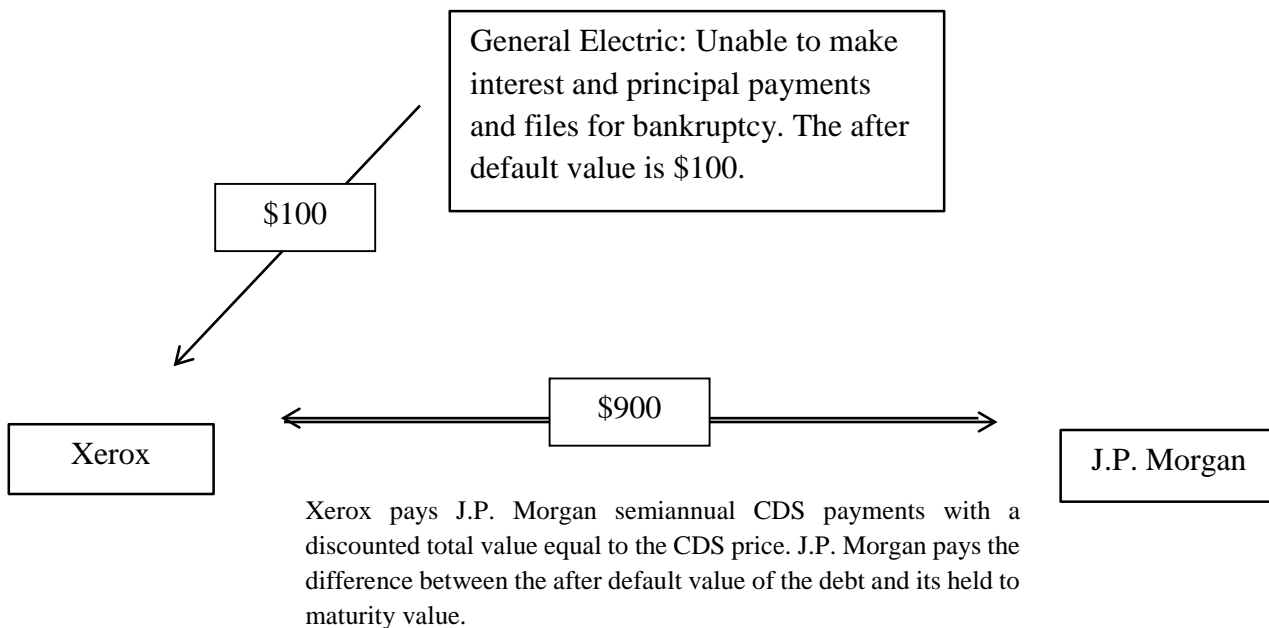 General Electric: Unable to make
interest and principal payments
and files for bankruptcy. The after
default value is $100.
$100
$900
Xerox
J.P. Morgan
Xerox pays J.P. Morgan semiannual CDS payments with a
discounted total value equal to the CDS price. J.P. Morgan pays the
difference between the after default value of the debt and its held to
maturity value.